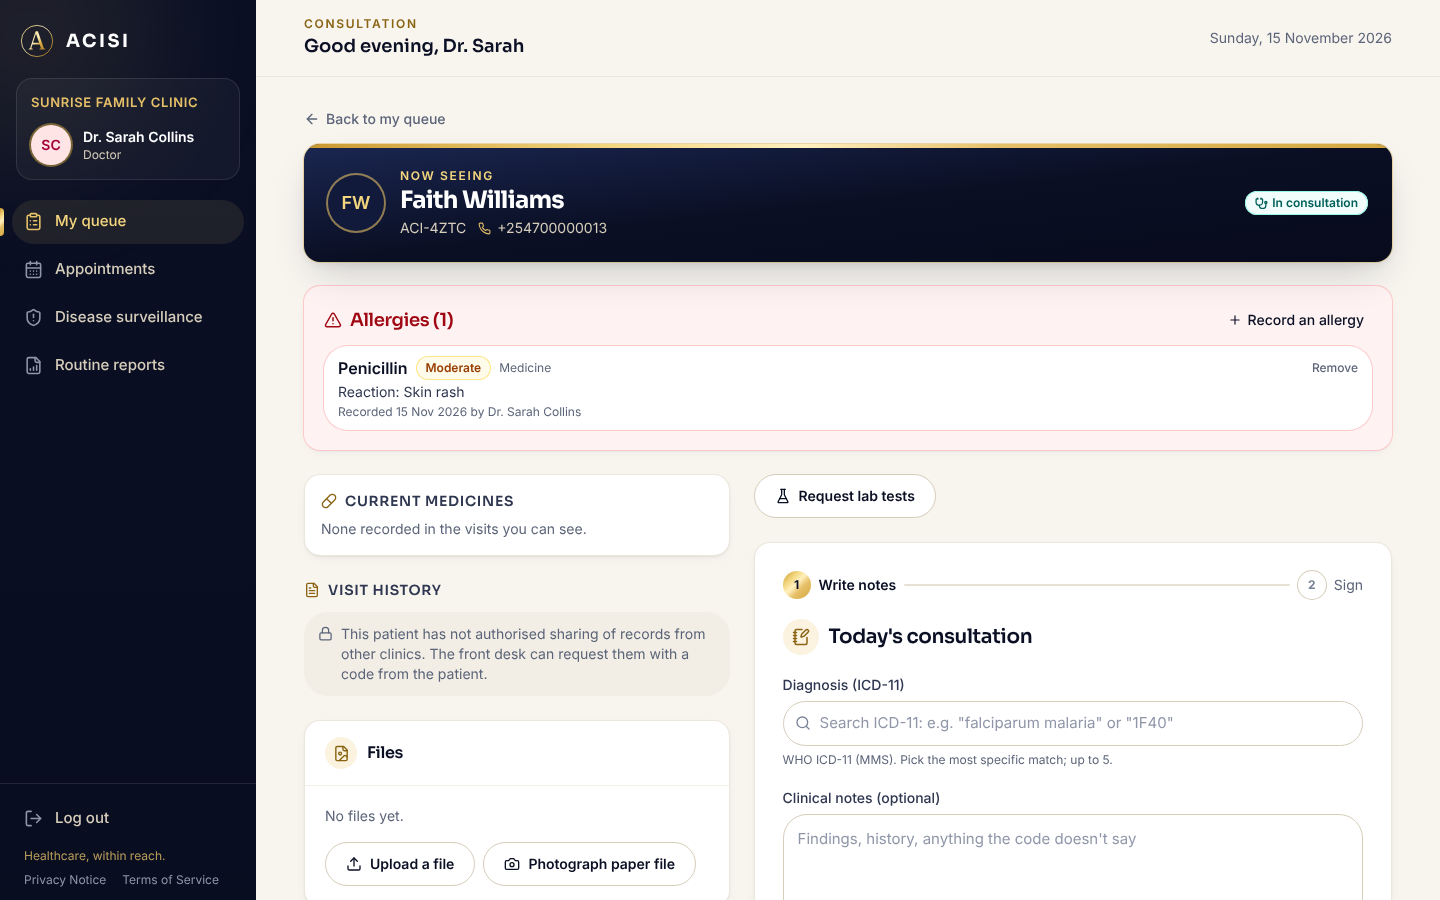 A ACISI
SUNRISE FAMILY CLINIC
SC
Dr. Sarah Collins
Doctor
My queue
Appointments
Disease surveillance
Routine reports
Log out
Healthcare, within reach.
Privacy Notice Terms of Service
CONSULTATION
Good evening, Dr. Sarah
Sunday, 15 November 2026
Back to my queue
FW
NOW SEEING
Faith Williams
ACI-4ZTC +254700000013
In consultation
Allergies (1)
Record an allergy
Penicillin Moderate Medicine
Remove
Reaction: Skin rash
Recorded 15 Nov 2026 by Dr. Sarah Collins
CURRENT MEDICINES
None recorded in the visits you can see.
VISIT HISTORY
This patient has not authorised sharing of records from
other clinics. The front desk can request them with a
code from the patient.
Files
No files yet.
Upload a file
Photograph paper file
Request lab tests
1 Write notes
2 Sign
Today's consultation
Diagnosis (ICD-11)
Search ICD-11: e.g. "falciparum malaria" or "1F40"
WHO ICD-11 (MMS). Pick the most specific match; up to 5.
Clinical notes (optional)
Findings, history, anything the code doesn't say